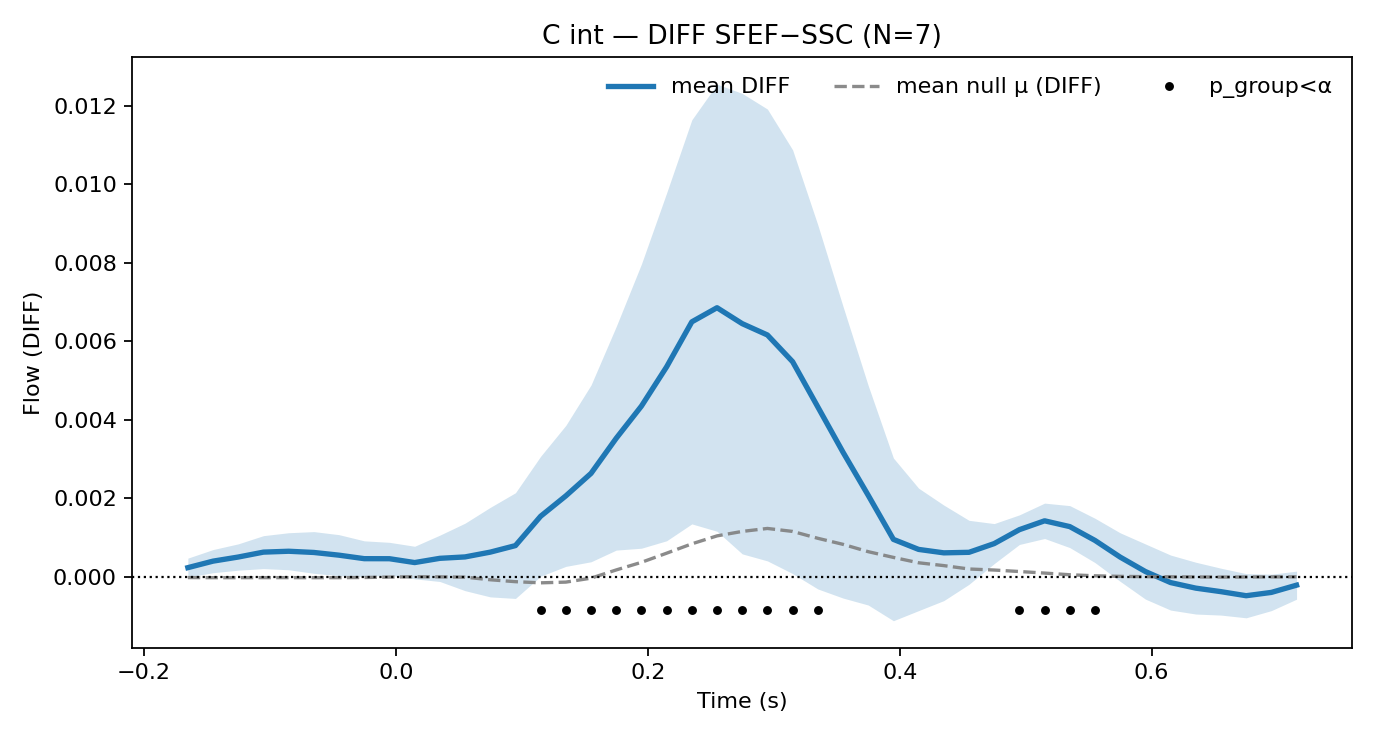 C int — DIFF SFEF−SSC (N=7)
mean DIFF
mean null μ (DIFF)
p_group<α
0.012
0.010
0.008
0.006
0.004
0.002
0.000
Flow (DIFF)
−0.2
0.0
0.2
0.4
0.6
Time (s)